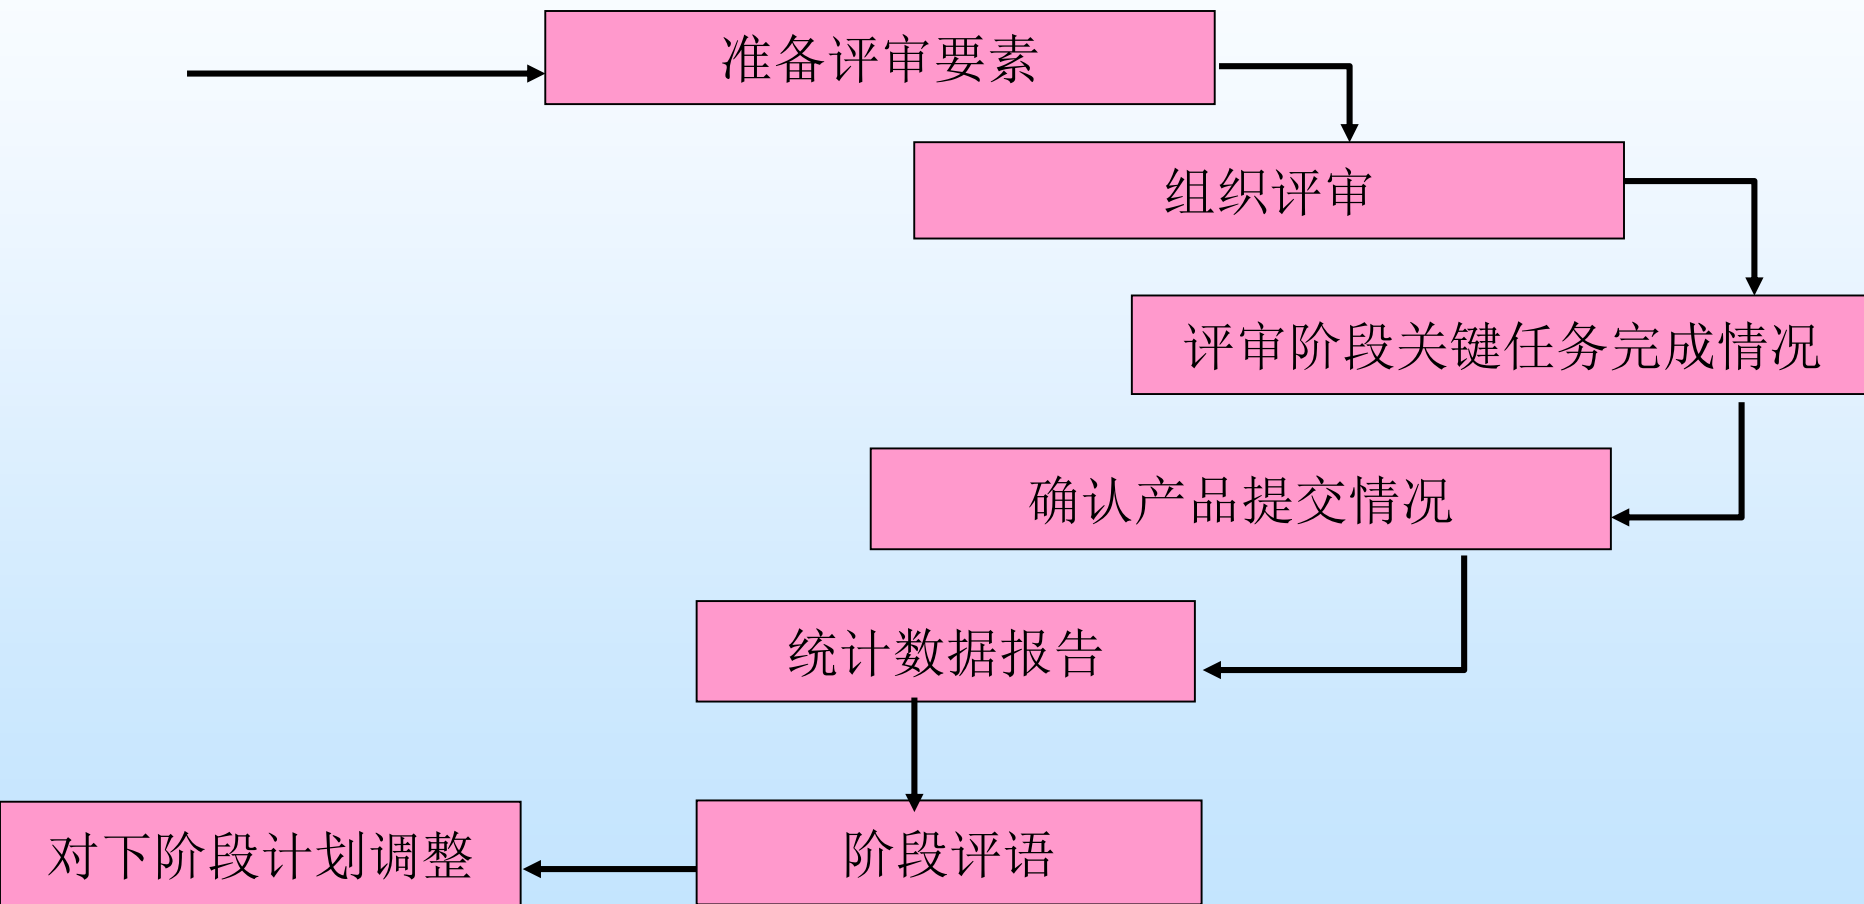 准备评审要素
组织评审
评审阶段关键任务完成情况
确认产品提交情况
统计数据报告
阶段评语
对下阶段计划调整